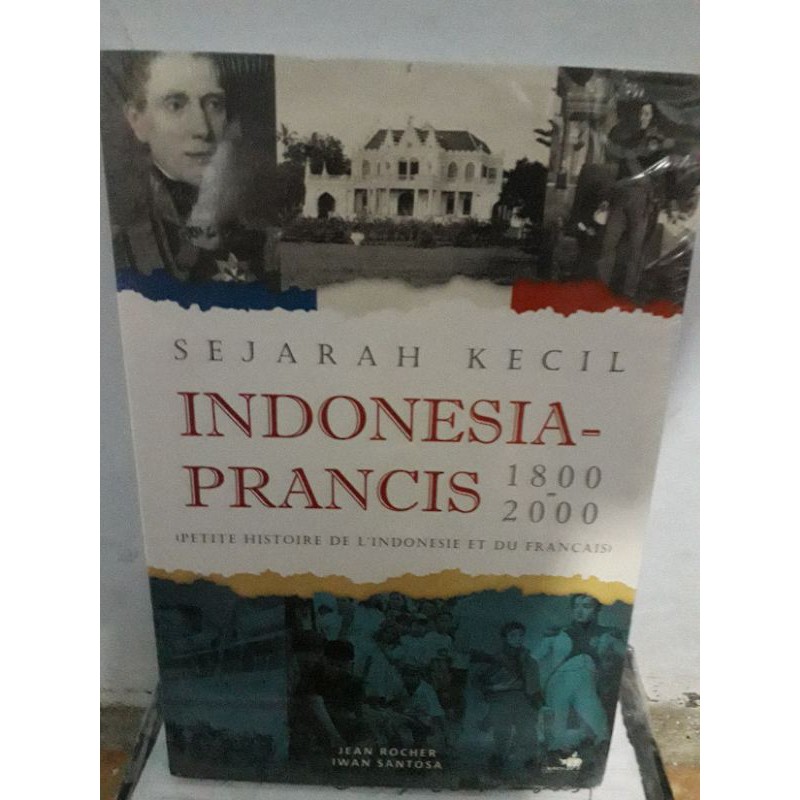 SEJARAH KECIL
INDONESIA-
PRANCIS 1800
-
2000
(PETITE HISTOIRE DE L'INDONESIE ET DU FRANCAIS)
JEAN ROCHER
IWAN SANTOSA